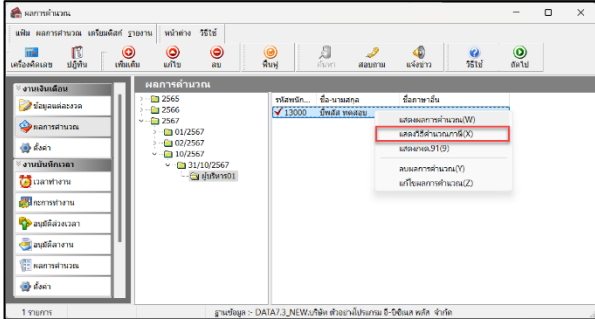 ผลการคำนวณ
แฟ้ม ผลการคำนวณ เตรียมดิสก์ รายงาน หน้าต่าง วิธีใช้
เครื่องคิดเลข ปฏิทิน เพิ่มเติม แก้ไข ลบ ฟื้นฟู ค้นหา สอบถาม แจ้งข่าว วิธีใช้ ถัดไป
งานเงินเดือน
ข้อมูลแต่ละงวด
ผลการคำนวณ
ตั้งค่า
งานบันทึกเวลา
เวลาทำงาน
กะการทำงาน
อนุมัติล่วงเวลา
อนุมัติลางาน
ผลการคำนวณ
ตั้งค่า
ผลการคำนวณ
2565
2566
2567
01/2567
02/2567
10/2567
31/10/2567
ผู้บริหาร01
รหัสพนัก... ชื่อ-นามสกุล ชื่อภาษาอื่น
13000 บีพลัส ทดสอบ
แสดงผลการคำนวณ(W)
แสดงวิธีคำนวณภาษี(X)
แสดงภงด.91(9)
ลบผลการคำนวณ(Y)
แก้ไขผลการคำนวณ(Z)
1 รายการ
ฐานข้อมูล :- DATA7.3_NEW.บริษัท ตัวอย่างโปรแกรม อี-บิซิเนส พลัส จำกัด